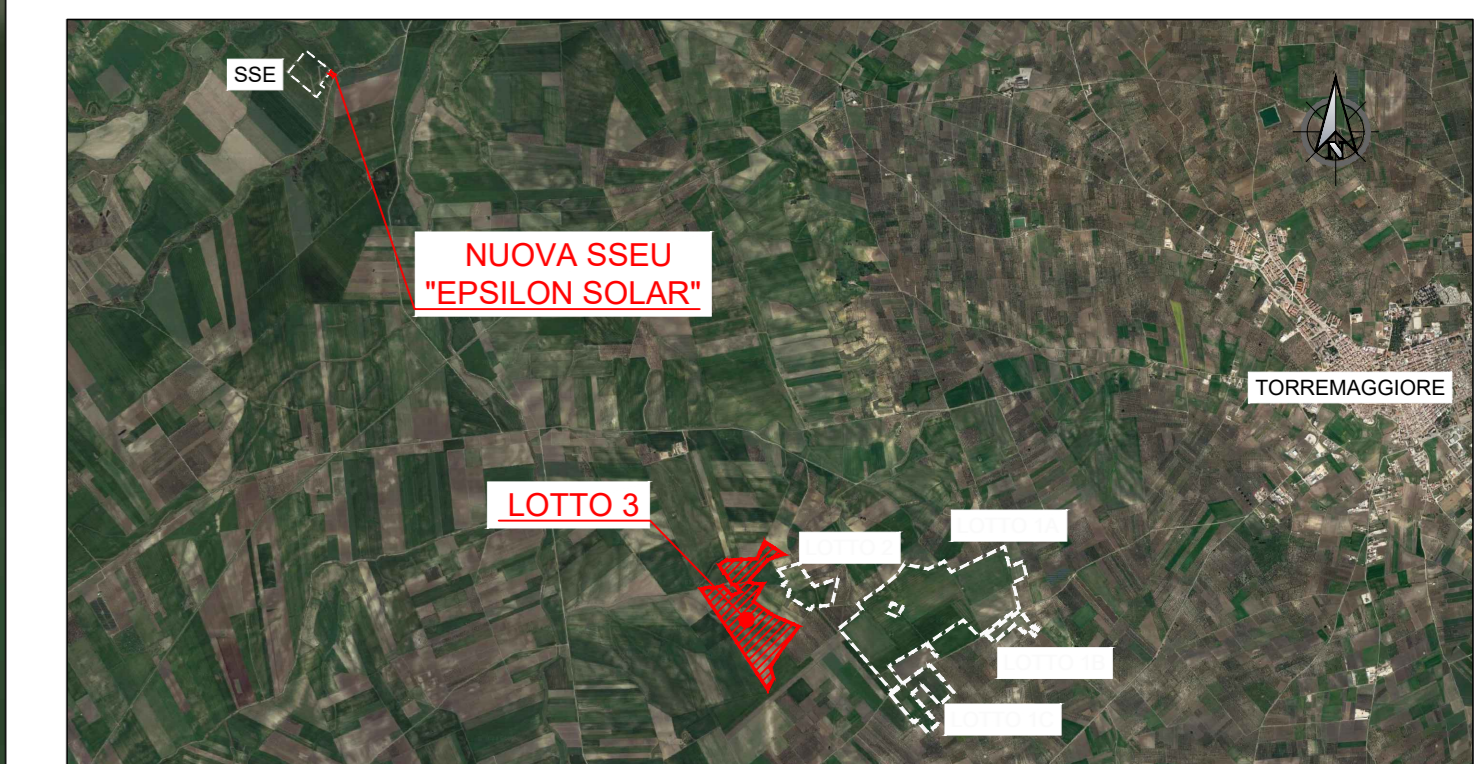 SSE
NUOVA SSEU
"EPSILON SOLAR"
TORREMAGGIORE
LOTTO 3
LOTTO 2
LOTTO 1A
LOTTO 1B
LOTTO 1C